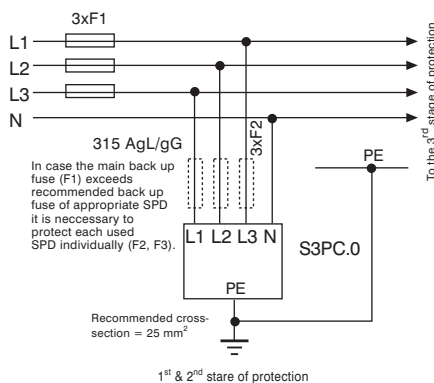 3xF1
L1
L2
L3
N
To the 3rd stage of protection
315 AgL/gG
3xF2
PE
In case the main back up
fuse (F1) exceeds
recommended back up
fuse of appropriate SPD
it is neccessary to
protect each used
SPD individually (F2, F3).
L1 L2 L3 N
S3PC.0
PE
Recommended cross-
section = 25 mm2
1st & 2nd stare of protection